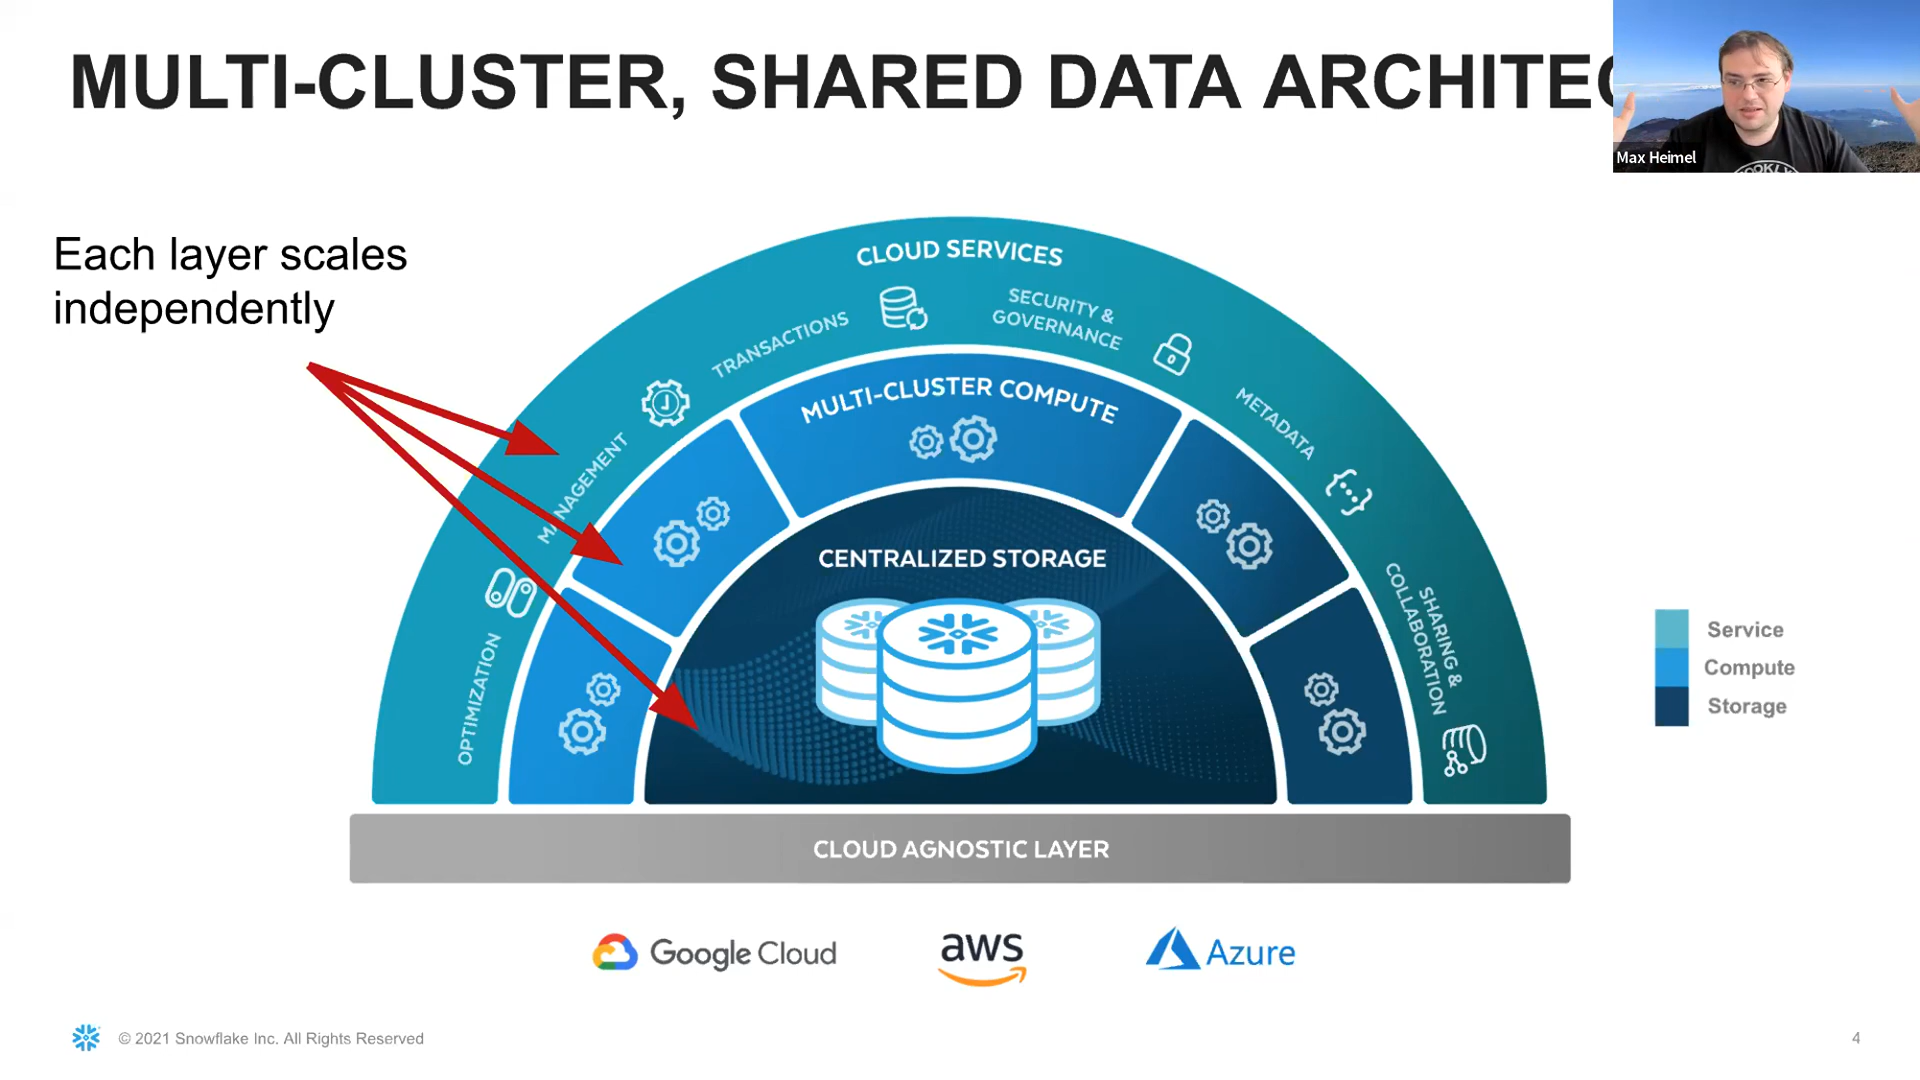 MULTI-CLUSTER, SHARED DATA ARCHITEC
Max Heimel
Each layer scales
independently
CLOUD SERVICES
OPTIMIZATION
MANAGEMENT
TRANSACTIONS
SECURITY &
GOVERNANCE
METADATA
SHARING &
COLLABORATION
MULTI-CLUSTER COMPUTE
CENTRALIZED STORAGE
Service
Compute
Storage
CLOUD AGNOSTIC LAYER
Google Cloud
aws
Azure
© 2021 Snowflake Inc. All Rights Reserved
4